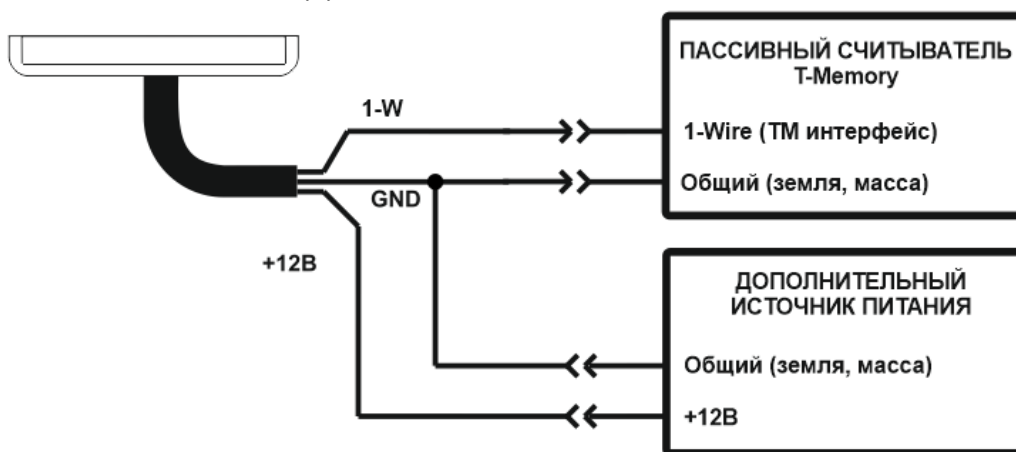 ПАССИВНЫЙ СЧИТЫВАТЕЛЬ
T-Memory
1-W
1-Wire (ТМ интерфейс)
GND
Общий (земля, масса)
+12В
ДОПОЛНИТЕЛЬНЫЙ
ИСТОЧНИК ПИТАНИЯ
Общий (земля, масса)
+12В